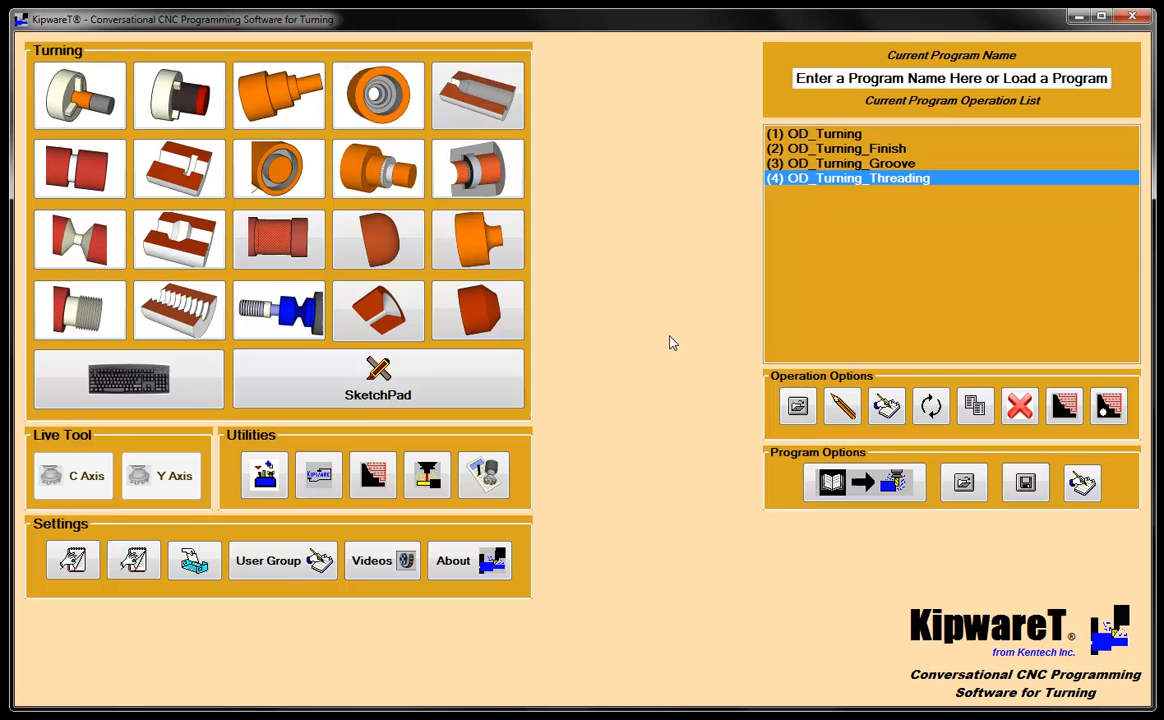 KipwareT® - Conversational CNC Programming Software for Turning
Turning
SketchPad
Live Tool
C Axis
Y Axis
Utilities
KIPWARE
Settings
User Group
Videos
About
Current Program Name
Enter a Program Name Here or Load a Program
Current Program Operation List
(1) OD_Turning
(2) OD_Turning_Finish
(3) OD_Turning_Groove
(4) OD_Turning_Threading
Operation Options
Program Options
KipwareT®
from Kentech Inc.
Conversational CNC Programming
Software for Turning